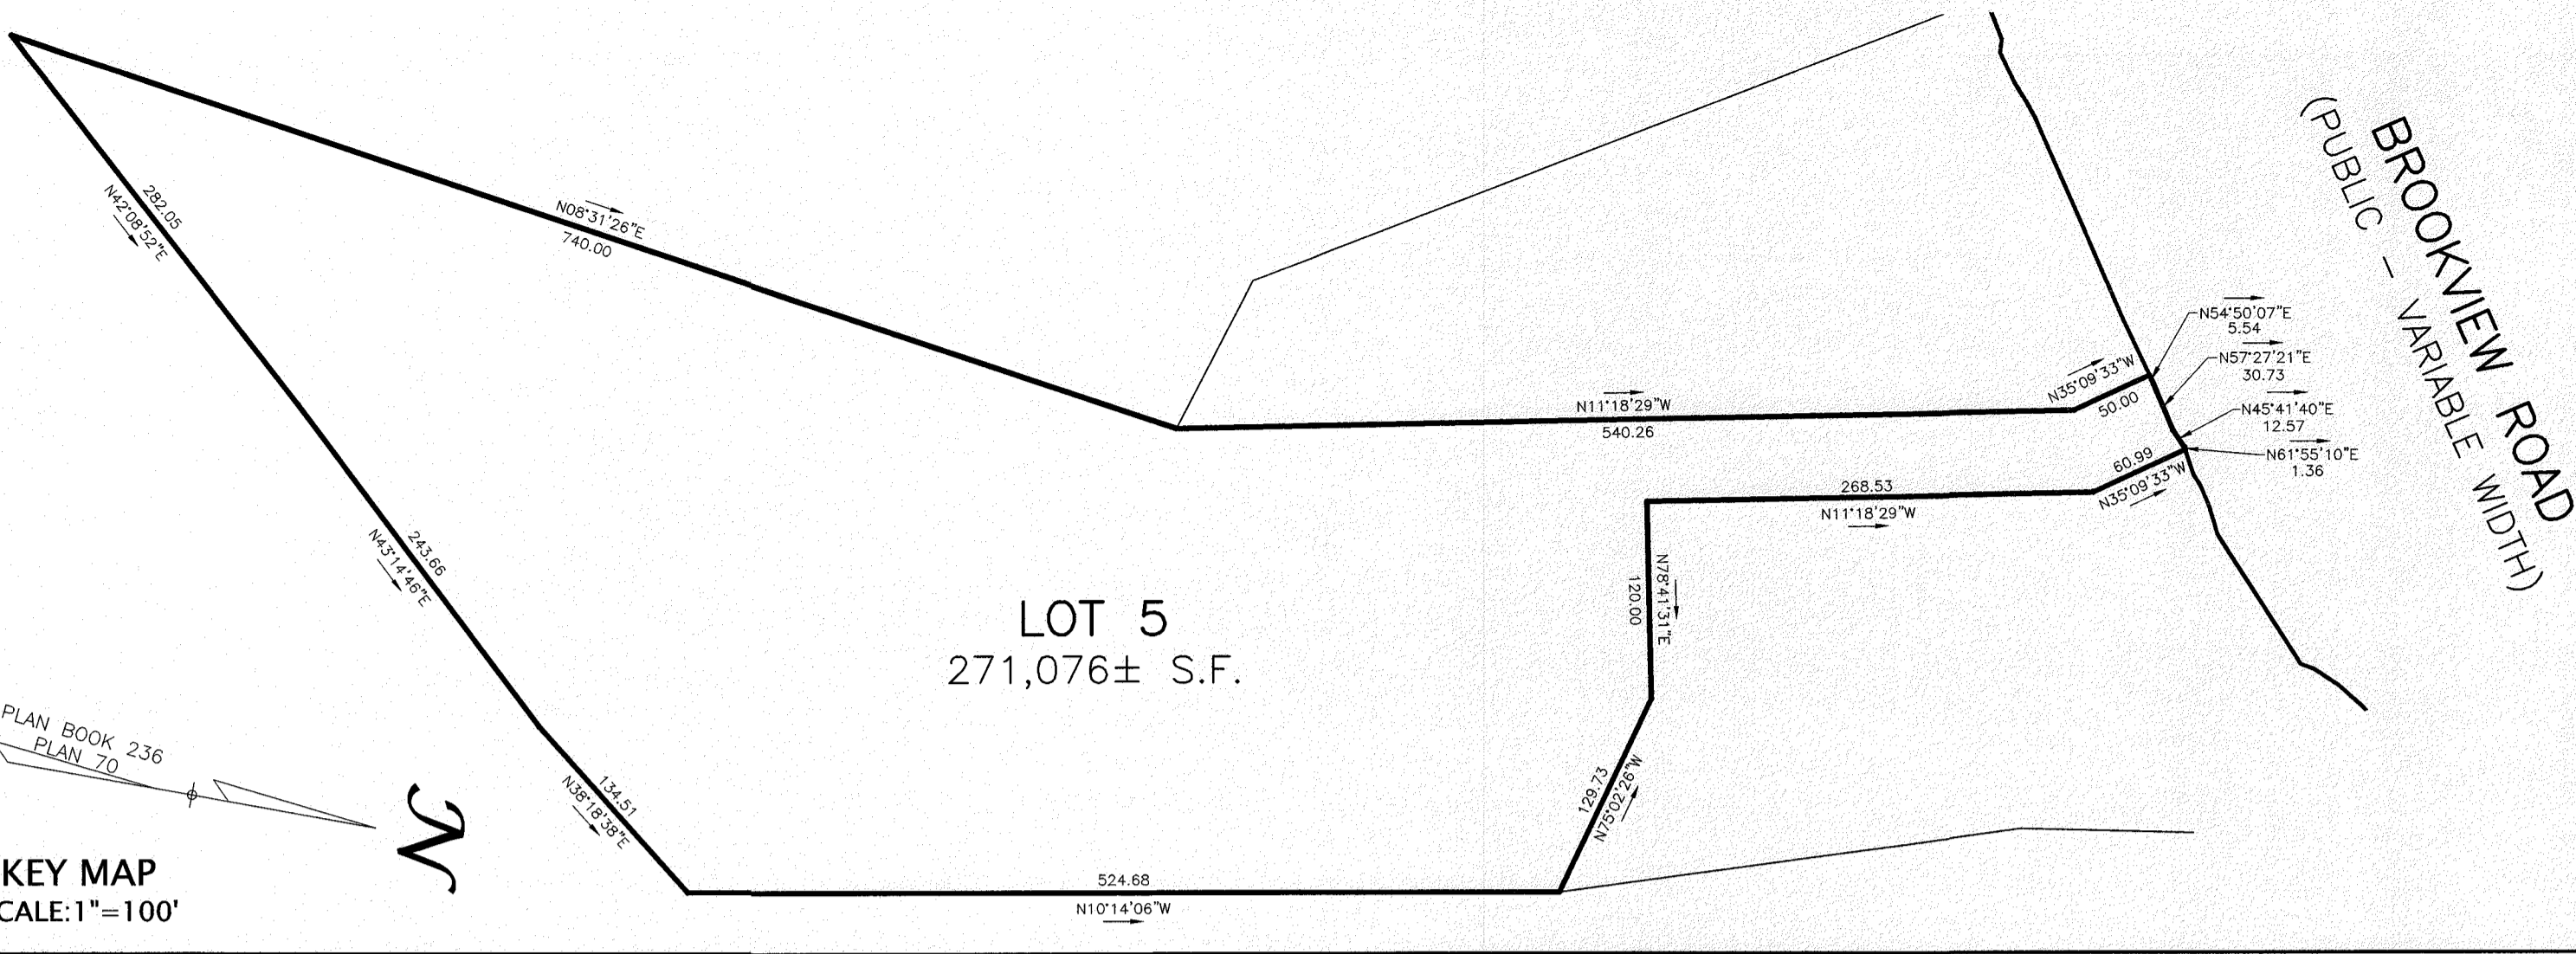 282.05
N42°08'52"E
N08°31'26"E
740.00
243.66
N43°14'46"E
134.51
N38°18'38"E
524.68
N10°14'06"W
129.73
N75°02'26"W
N78°41'31"E
120.00
268.53
N11°18'29"W
60.99
N35°09'33"W
N11°18'29"W
540.26
N35°09'33"W
50.00
N54°50'07"E
5.54
N57°27'21"E
30.73
N45°41'40"E
12.57
N61°55'10"E
1.36
BROOKVIEW ROAD
(PUBLIC - VARIABLE WIDTH)
LOT 5
271,076± S.F.
PLAN BOOK 236
PLAN 70
N
KEY MAP
CALE:1"=100'